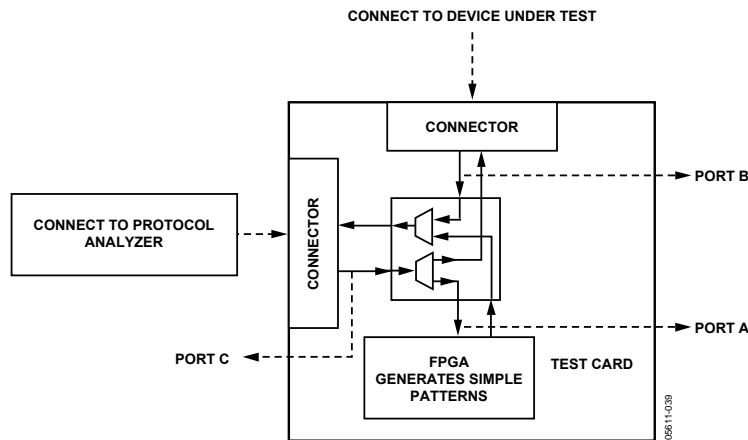 CONNECT TO DEVICE UNDER TEST
CONNECTOR
PORT B
CONNECT TO PROTOCOL
ANALYZER
CONNECTOR
PORT A
PORT C
FPGA
GENERATES SIMPLE
PATTERNS
TEST CARD
05611-039